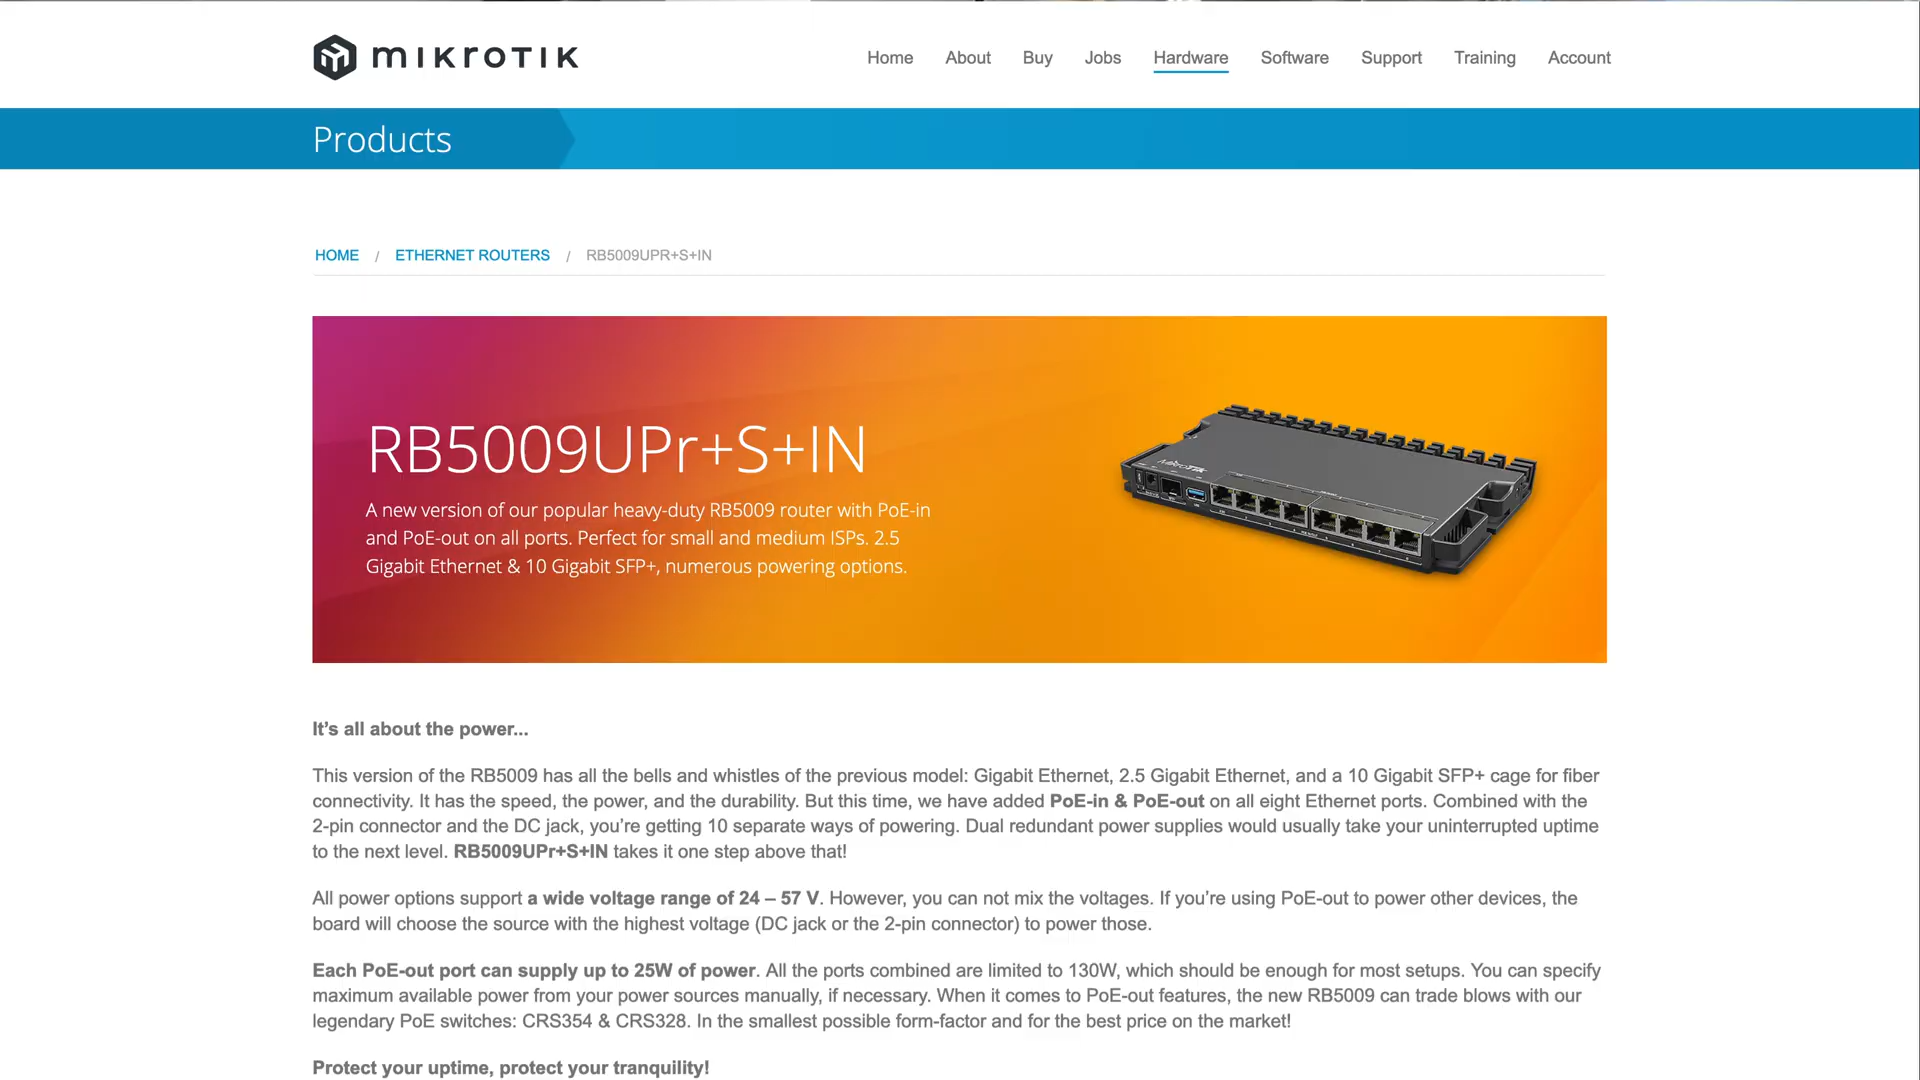 mikrotik
Home About Buy Jobs Hardware Software Support Training Account
Products
HOME / ETHERNET ROUTERS / RB5009UPR+S+IN
RB5009UPr+S+IN
A new version of our popular heavy-duty RB5009 router with PoE-in
and PoE-out on all ports. Perfect for small and medium ISPs. 2.5
Gigabit Ethernet & 10 Gigabit SFP+, numerous powering options.
MikroTik
It’s all about the power...
This version of the RB5009 has all the bells and whistles of the previous model: Gigabit Ethernet, 2.5 Gigabit Ethernet, and a 10 Gigabit SFP+ cage for fiber
connectivity. It has the speed, the power, and the durability. But this time, we have added PoE-in & PoE-out on all eight Ethernet ports. Combined with the
2-pin connector and the DC jack, you’re getting 10 separate ways of powering. Dual redundant power supplies would usually take your uninterrupted uptime
to the next level. RB5009UPr+S+IN takes it one step above that!
All power options support a wide voltage range of 24 – 57 V. However, you can not mix the voltages. If you’re using PoE-out to power other devices, the
board will choose the source with the highest voltage (DC jack or the 2-pin connector) to power those.
Each PoE-out port can supply up to 25W of power. All the ports combined are limited to 130W, which should be enough for most setups. You can specify
maximum available power from your power sources manually, if necessary. When it comes to PoE-out features, the new RB5009 can trade blows with our
legendary PoE switches: CRS354 & CRS328. In the smallest possible form-factor and for the best price on the market!
Protect your uptime, protect your tranquility!